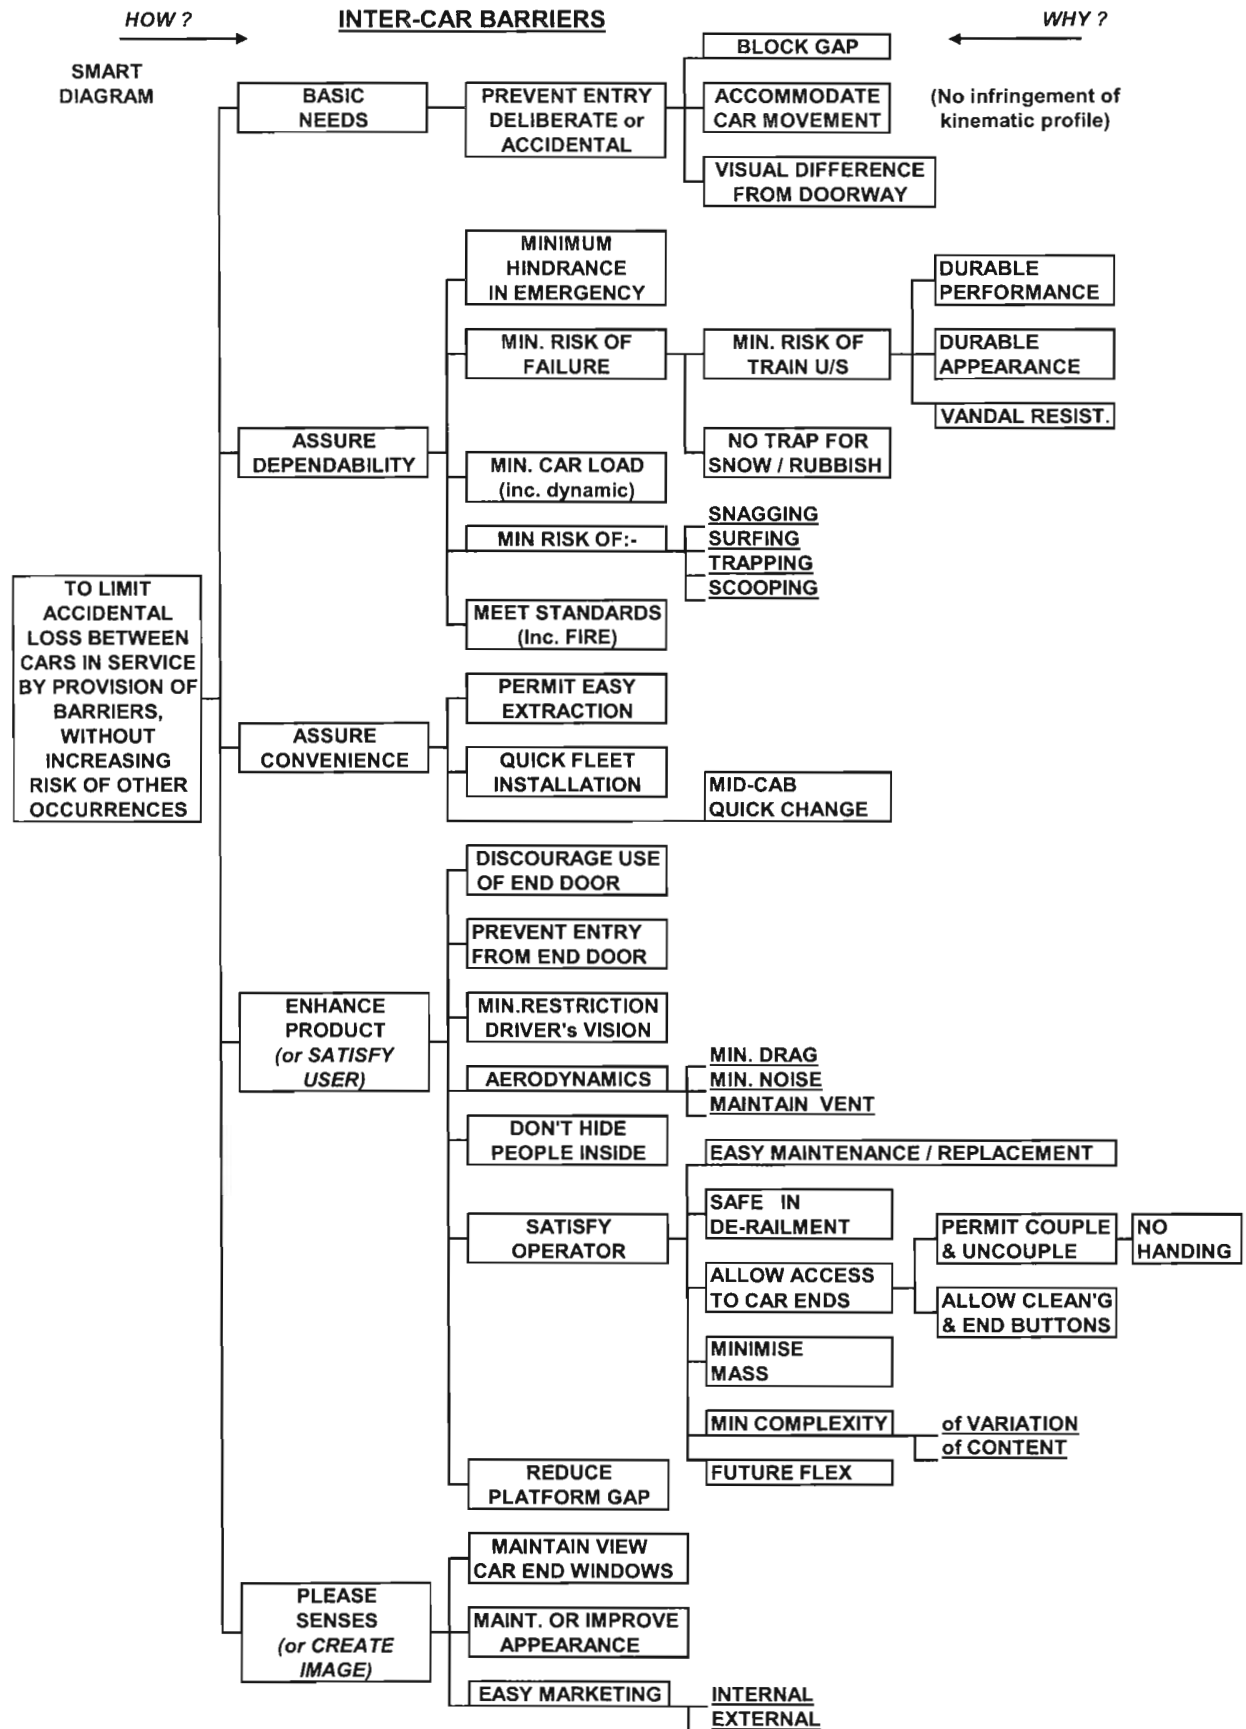 HOW ?
INTER-CAR BARRIERS
WHY ?
SMART
DIAGRAM
BASIC
NEEDS
PREVENT ENTRY
DELIBERATE or
ACCIDENTAL
BLOCK GAP
ACCOMMODATE
CAR MOVEMENT
(No infringement of
kinematic profile)
VISUAL DIFFERENCE
FROM DOORWAY
MINIMUM
HINDRANCE
IN EMERGENCY
MIN. RISK OF
FAILURE
MIN. RISK OF
TRAIN U/S
DURABLE
PERFORMANCE
DURABLE
APPEARANCE
VANDAL RESIST.
NO TRAP FOR
SNOW / RUBBISH
ASSURE
DEPENDABILITY
MIN. CAR LOAD
(inc. dynamic)
MIN RISK OF:-
SNAGGING
SURFING
TRAPPING
SCOOPING
MEET STANDARDS
(Inc. FIRE)
TO LIMIT
ACCIDENTAL
LOSS BETWEEN
CARS IN SERVICE
BY PROVISION OF
BARRIERS,
WITHOUT
INCREASING
RISK OF OTHER
OCCURRENCES
ASSURE
CONVENIENCE
PERMIT EASY
EXTRACTION
QUICK FLEET
INSTALLATION
MID-CAB
QUICK CHANGE
ENHANCE
PRODUCT
(or SATISFY
USER)
DISCOURAGE USE
OF END DOOR
PREVENT ENTRY
FROM END DOOR
MIN.RESTRICTION
DRIVER's VISION
AERODYNAMICS
MIN. DRAG
MIN. NOISE
MAINTAIN VENT
DON'T HIDE
PEOPLE INSIDE
SATISFY
OPERATOR
EASY MAINTENANCE / REPLACEMENT
SAFE IN
DE-RAILMENT
ALLOW ACCESS
TO CAR ENDS
PERMIT COUPLE
& UNCOUPLE
NO
HANDING
ALLOW CLEAN'G
& END BUTTONS
MINIMISE
MASS
MIN COMPLEXITY
of VARIATION
of CONTENT
FUTURE FLEX
REDUCE
PLATFORM GAP
PLEASE
SENSES
(or CREATE
IMAGE)
MAINTAIN VIEW
CAR END WINDOWS
MAINT. OR IMPROVE
APPEARANCE
EASY MARKETING
INTERNAL
EXTERNAL